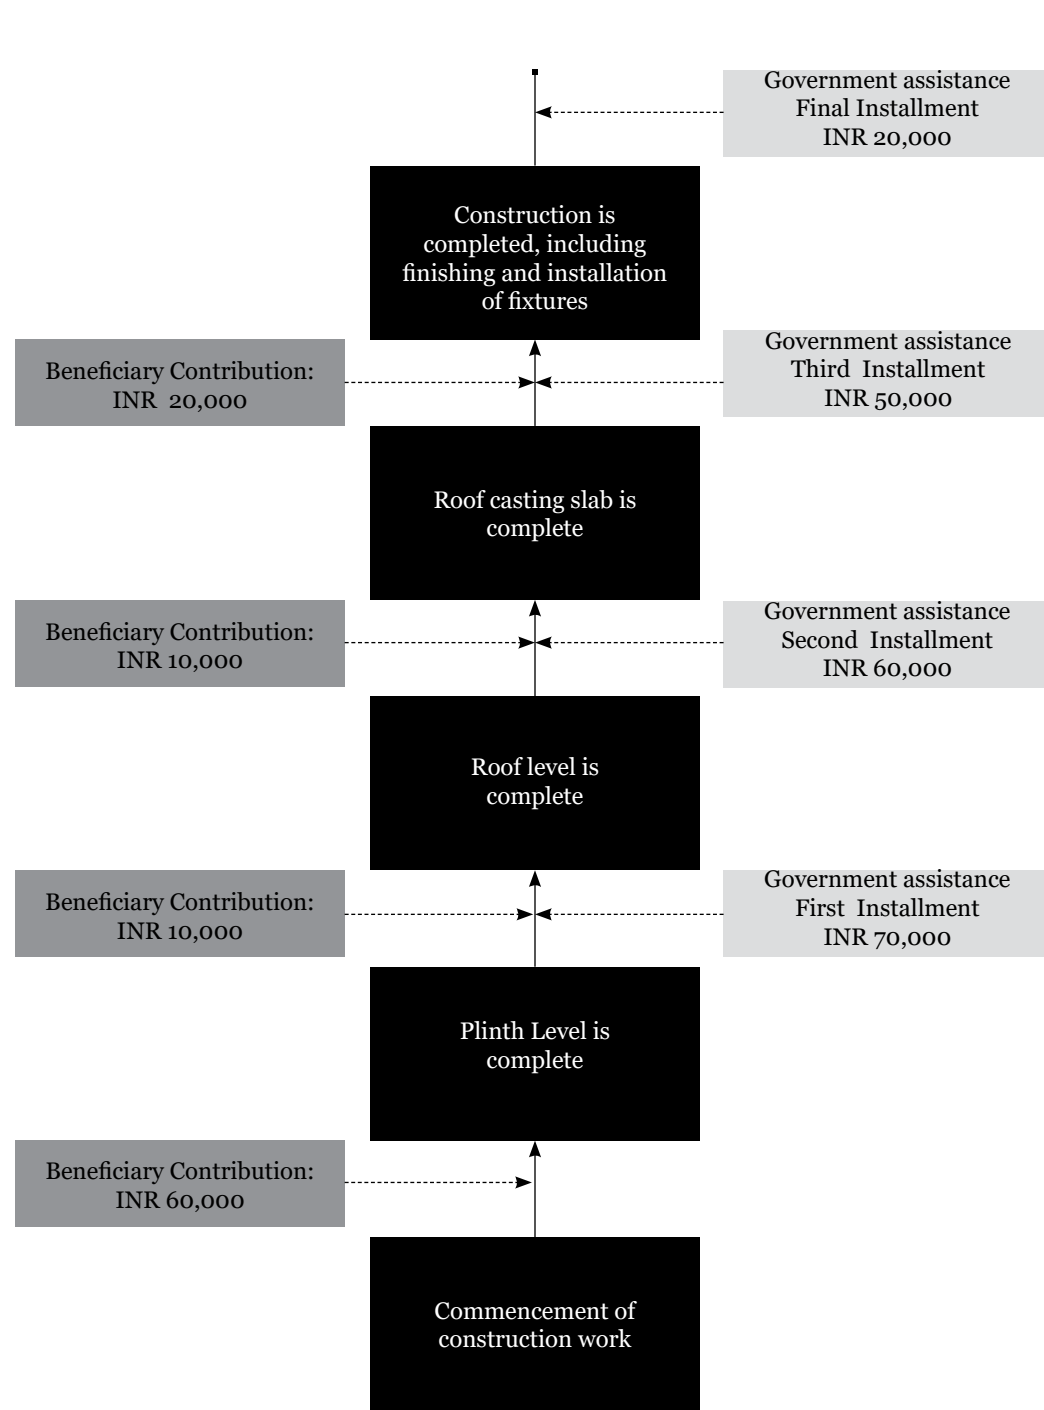 Government assistance
Final Installment
INR 20,000
Construction is
completed, including
finishing and installation
of fixtures
Beneficiary Contribution:
INR 20,000
Government assistance
Third Installment
INR 50,000
Roof casting slab is
complete
Beneficiary Contribution:
INR 10,000
Government assistance
Second Installment
INR 60,000
Roof level is
complete
Beneficiary Contribution:
INR 10,000
Government assistance
First Installment
INR 70,000
Plinth Level is
complete
Beneficiary Contribution:
INR 60,000
Commencement of
construction work